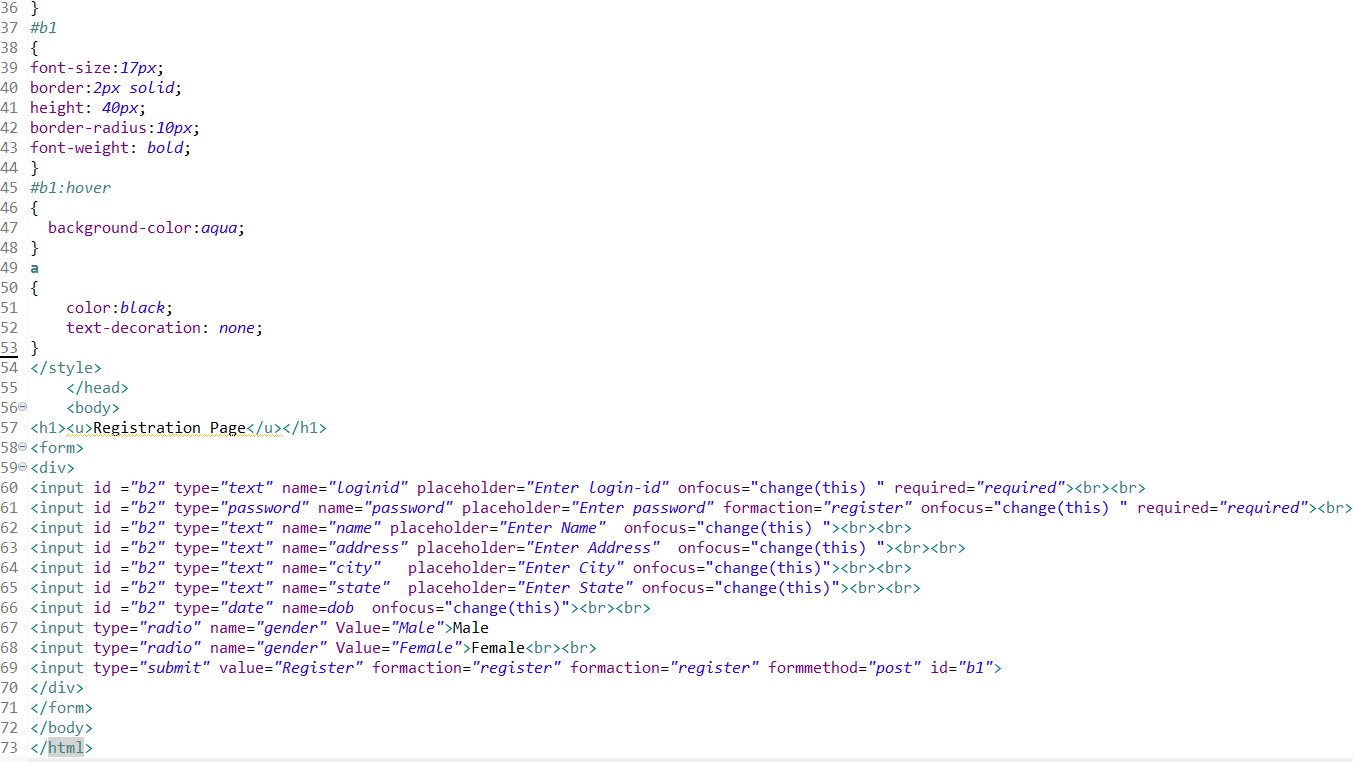 36 }
37 #b1
38 {
39 font-size:17px;
40 border:2px solid;
41 height: 40px;
42 border-radius:10px;
43 font-weight: bold;
44 }
45 #b1:hover
46 {
47   background-color:aqua;
48 }
49 a
50 {
51     color:black;
52     text-decoration: none;
53 }
54 </style>
55     </head>
56     <body>
57 <h1><u>Registration Page</u></h1>
58 <form>
59 <div>
60 <input id ="b2" type="text" name="loginid" placeholder="Enter login-id" onfocus="change(this) " required="required"><br><br>
61 <input id ="b2" type="password" name="password" placeholder="Enter password" formaction="register" onfocus="change(this) " required="required"><br>
62 <input id ="b2" type="text" name="name" placeholder="Enter Name"  onfocus="change(this) "><br><br>
63 <input id ="b2" type="text" name="address" placeholder="Enter Address"  onfocus="change(this) "><br><br>
64 <input id ="b2" type="text" name="city"   placeholder="Enter City" onfocus="change(this)"><br><br>
65 <input id ="b2" type="text" name="state"  placeholder="Enter State" onfocus="change(this)"><br><br>
66 <input id ="b2" type="date" name=dob  onfocus="change(this)"><br><br>
67 <input type="radio" name="gender" Value="Male">Male
68 <input type="radio" name="gender" Value="Female">Female<br><br>
69 <input type="submit" value="Register" formaction="register" formaction="register" formmethod="post" id="b1">
70 </div>
71 </form>
72 </body>
73 </html>